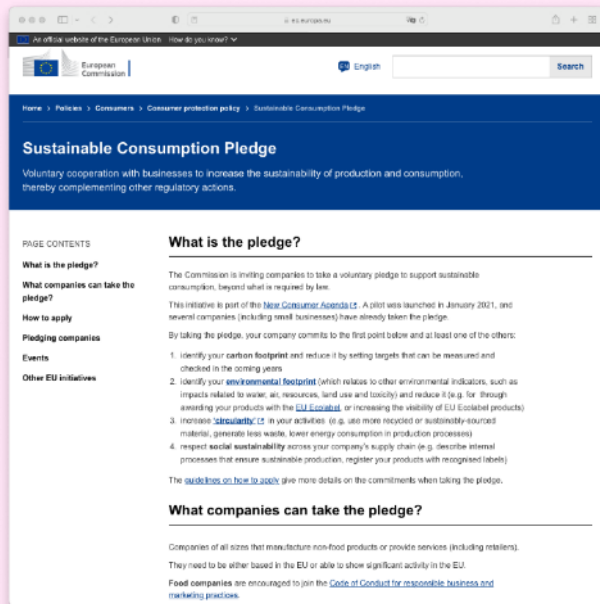 ec.europa.eu
An official website of the European Union How do you know?
European
Commission
EN English
Search
Home > Policies > Consumers > Consumer protection policy > Sustainable Consumption Pledge
Sustainable Consumption Pledge
Voluntary cooperation with businesses to increase the sustainability of production and consumption,
thereby complementing other regulatory actions.
PAGE CONTENTS
What is the pledge?
What companies can take the
pledge?
How to apply
Pledging companies
Events
Other EU initiatives
What is the pledge?
The Commission is inviting companies to take a voluntary pledge to support sustainable
consumption, beyond what is required by law.
This initiative is part of the New Consumer Agenda. A pilot was launched in January 2021, and
several companies (including small businesses) have already taken the pledge.
By taking the pledge, your company commits to the first point below and at least one of the others:
1. identify your carbon footprint and reduce it by setting targets that can be measured and
checked in the coming years
2. identify your environmental footprint (which relates to other environmental indicators, such as
impacts related to water, air, resources, land use and toxicity) and reduce it (e.g. for through
awarding your products with the EU Ecolabel, or increasing the visibility of EU Ecolabel products)
3. increase 'circularity' in your activities (e.g. use more recycled or sustainably-sourced
material, generate less waste, lower energy consumption in production processes)
4. respect social sustainability across your company's supply chain (e.g. describe internal
processes that ensure sustainable production, register your products with recognised labels)
The guidelines on how to apply give more details on the commitments when taking the pledge.
What companies can take the pledge?
Companies of all sizes that manufacture non-food products or provide services (including retailers).
They need to be either based in the EU or able to show significant activity in the EU.
Food companies are encouraged to join the Code of Conduct for responsible business and
marketing practices.